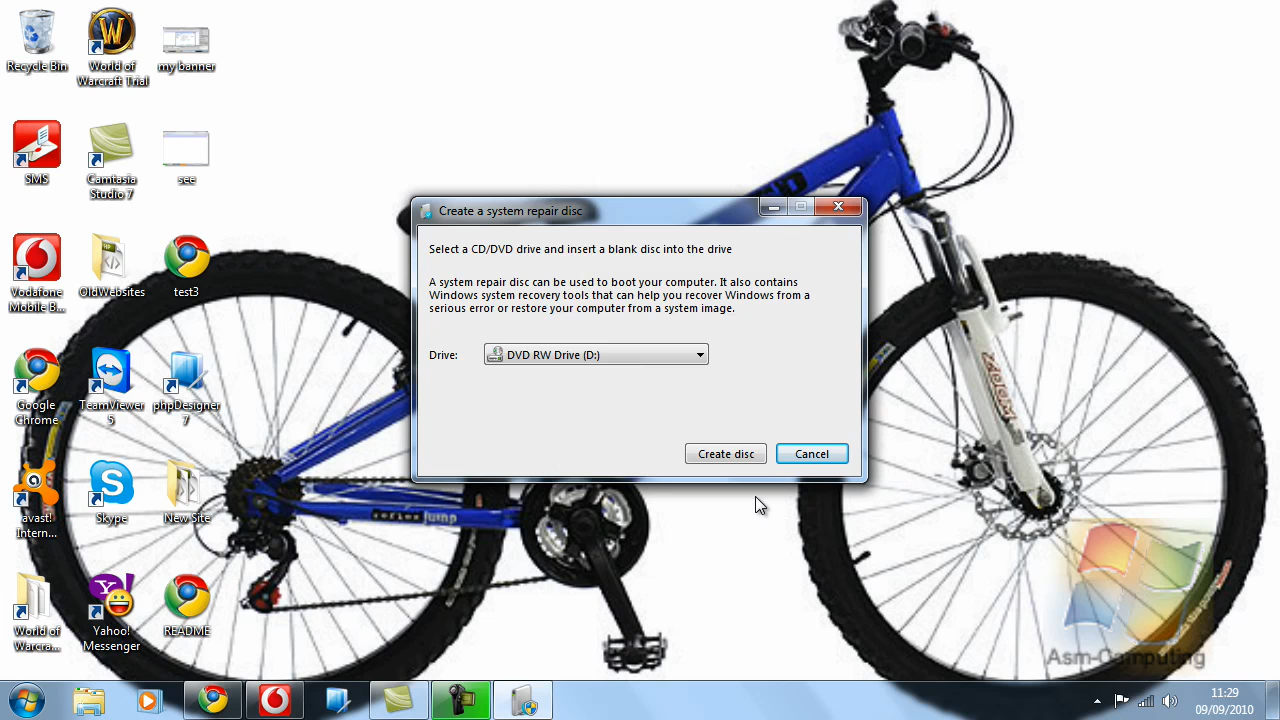 Recycle Bin
World of
Warcraft Trial
my banner
SMS
Camtasia
Studio 7
see
Vodafone
Mobile B...
OldWebsites
test3
Google
Chrome
TeamViewer
5
phpDesigner
7
avast!
Intern...
Skype
New Site
World of
Warcra...
Yahoo!
Messenger
README
Create a system repair disc
Select a CD/DVD drive and insert a blank disc into the drive
A system repair disc can be used to boot your computer. It also contains
Windows system recovery tools that can help you recover Windows from a
serious error or restore your computer from a system image.
Drive:
DVD RW Drive (D:)
Create disc
Cancel
reflex jump
ZOOM
Asm-Computing
11:29
09/09/2010